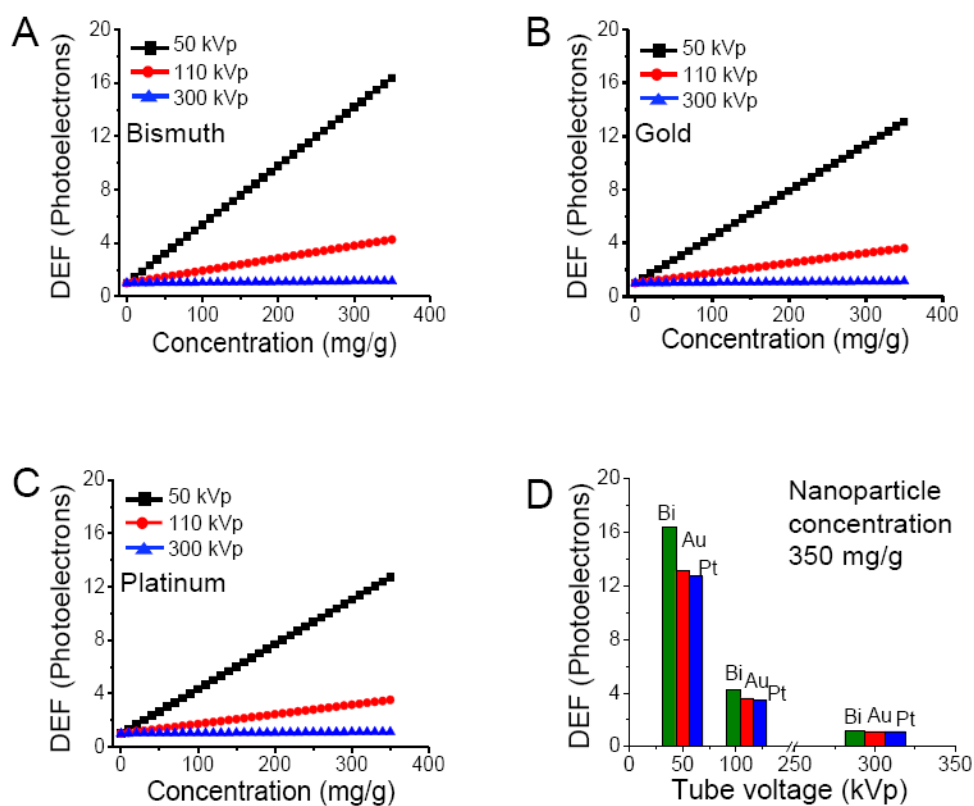 A
50 kVp
110 kVp
300 kVp
Bismuth
20
16
12
8
4
0
0 100 200 300 400
DEF (Photoelectrons)
Concentration (mg/g)
B
50 kVp
110 kVp
300 kVp
Gold
20
16
12
8
4
0
0 100 200 300 400
DEF (Photoelectrons)
Concentration (mg/g)
C
50 kVp
110 kVp
300 kVp
Platinum
20
16
12
8
4
0
0 100 200 300 400
DEF (Photoelectrons)
Concentration (mg/g)
D
Nanoparticle
concentration
350 mg/g
20
16
12
8
4
0
Bi
Au
Pt
Bi
Au
Pt
Bi Au Pt
0 50 100 250 300 350
DEF (Photoelectrons)
Tube voltage (kVp)